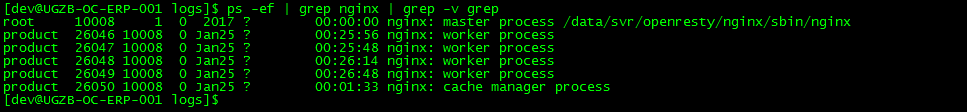 [dev@UGZB-OC-ERP-001 logs]$ ps -ef | grep nginx | grep -v grep
root     10008     1  0  2017 ?        00:00:00 nginx: master process /data/svr/openresty/nginx/sbin/nginx
product  26046 10008  0 Jan25 ?        00:25:56 nginx: worker process
product  26047 10008  0 Jan25 ?        00:25:48 nginx: worker process
product  26048 10008  0 Jan25 ?        00:26:14 nginx: worker process
product  26049 10008  0 Jan25 ?        00:26:48 nginx: worker process
product  26050 10008  0 Jan25 ?        00:01:33 nginx: cache manager process
[dev@UGZB-OC-ERP-001 logs]$